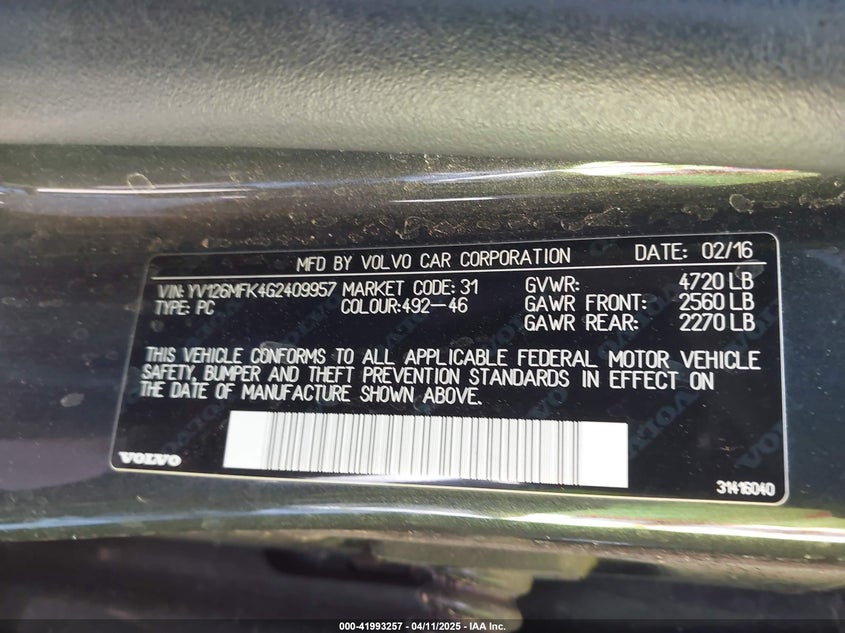 MFD BY VOLVO CAR CORPORATION DATE: 02/16
VIN: YV126MFK4G2409957 MARKET CODE: 31 GVWR: 4720 LB
TYPE: PC COLOUR:492-46 GAWR FRONT: 2560 LB
GAWR REAR: 2270 LB
THIS VEHICLE CONFORMS TO ALL APPLICABLE FEDERAL MOTOR VEHICLE
SAFETY, BUMPER AND THEFT PREVENTION STANDARDS IN EFFECT ON
THE DATE OF MANUFACTURE SHOWN ABOVE.
VOLVO
31416040
000-41993257 - 04/11/2025 - IAA Inc.